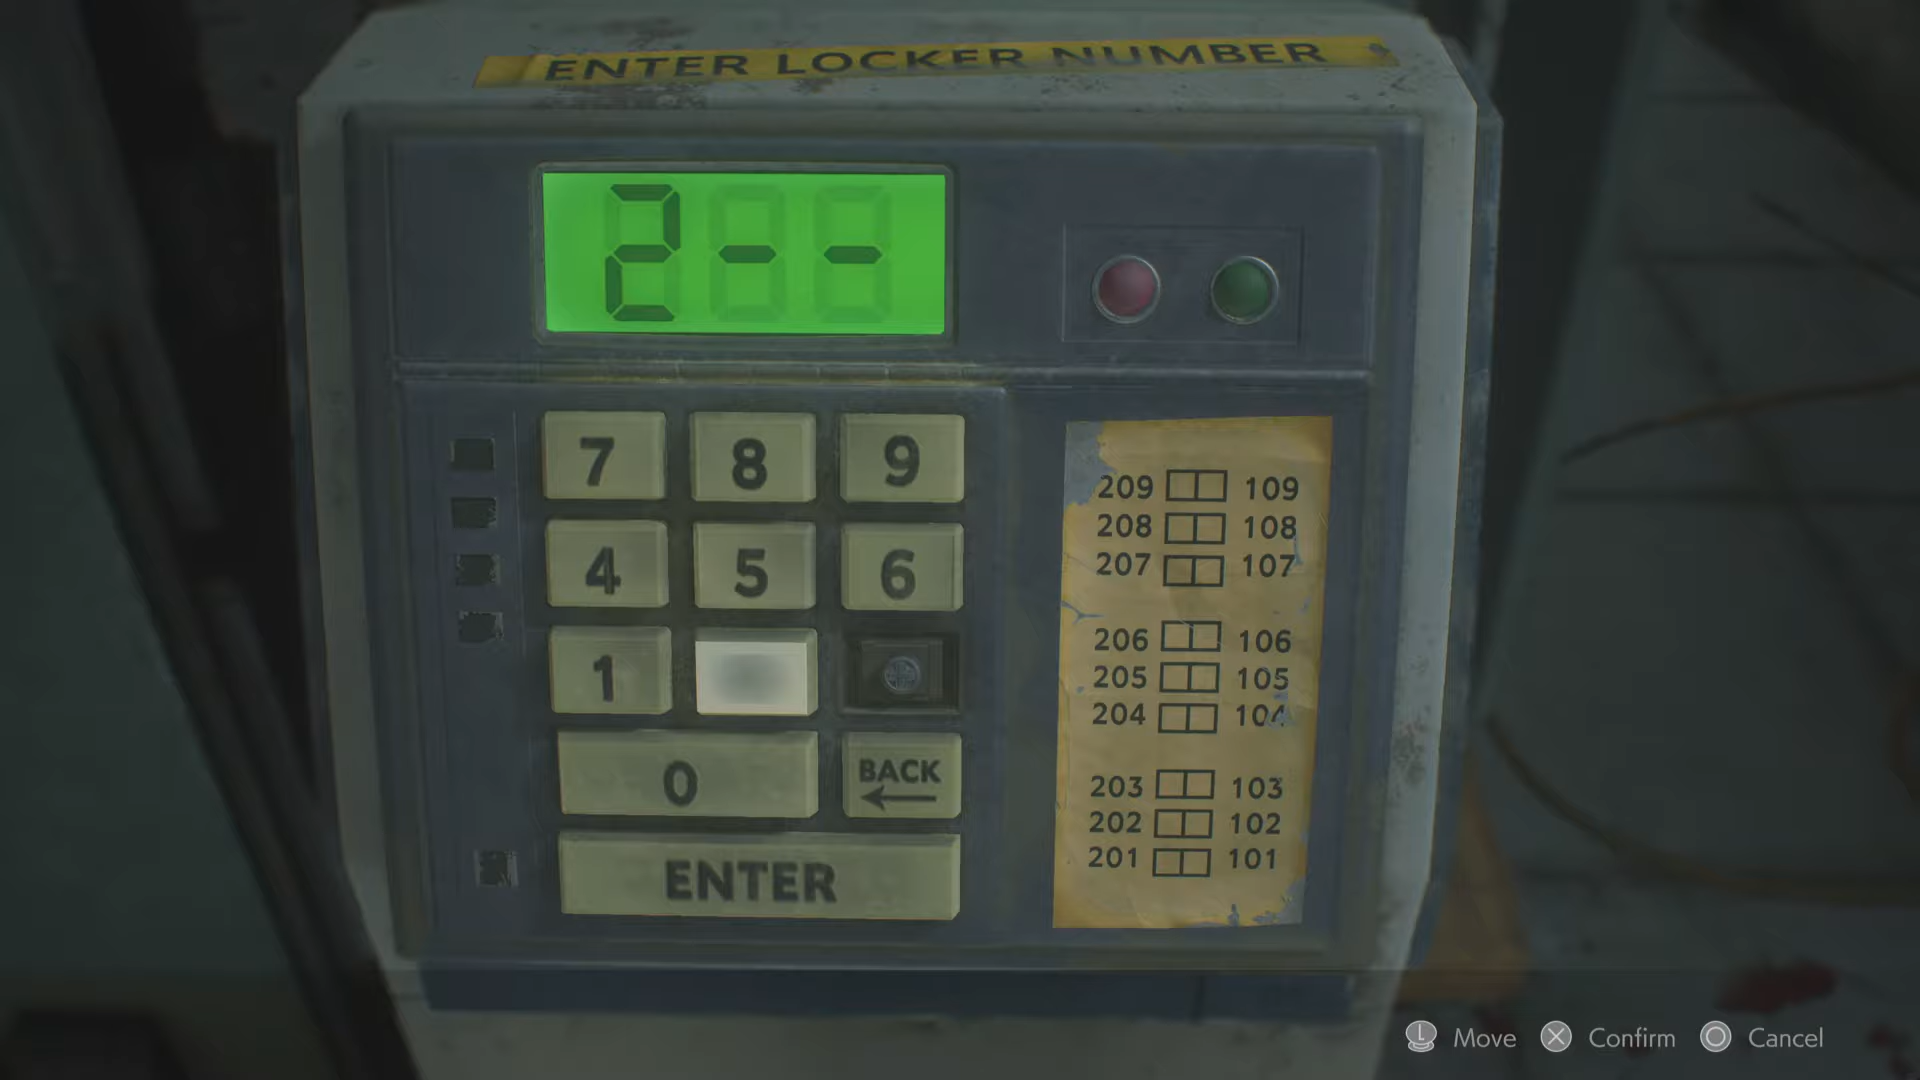 ENTER LOCKER NUMBER
2--
7 8 9
4 5 6
1
0 BACK
ENTER
209 109
208 108
207 107
206 106
205 105
204 104
203 103
202 102
201 101
L Move Confirm Cancel